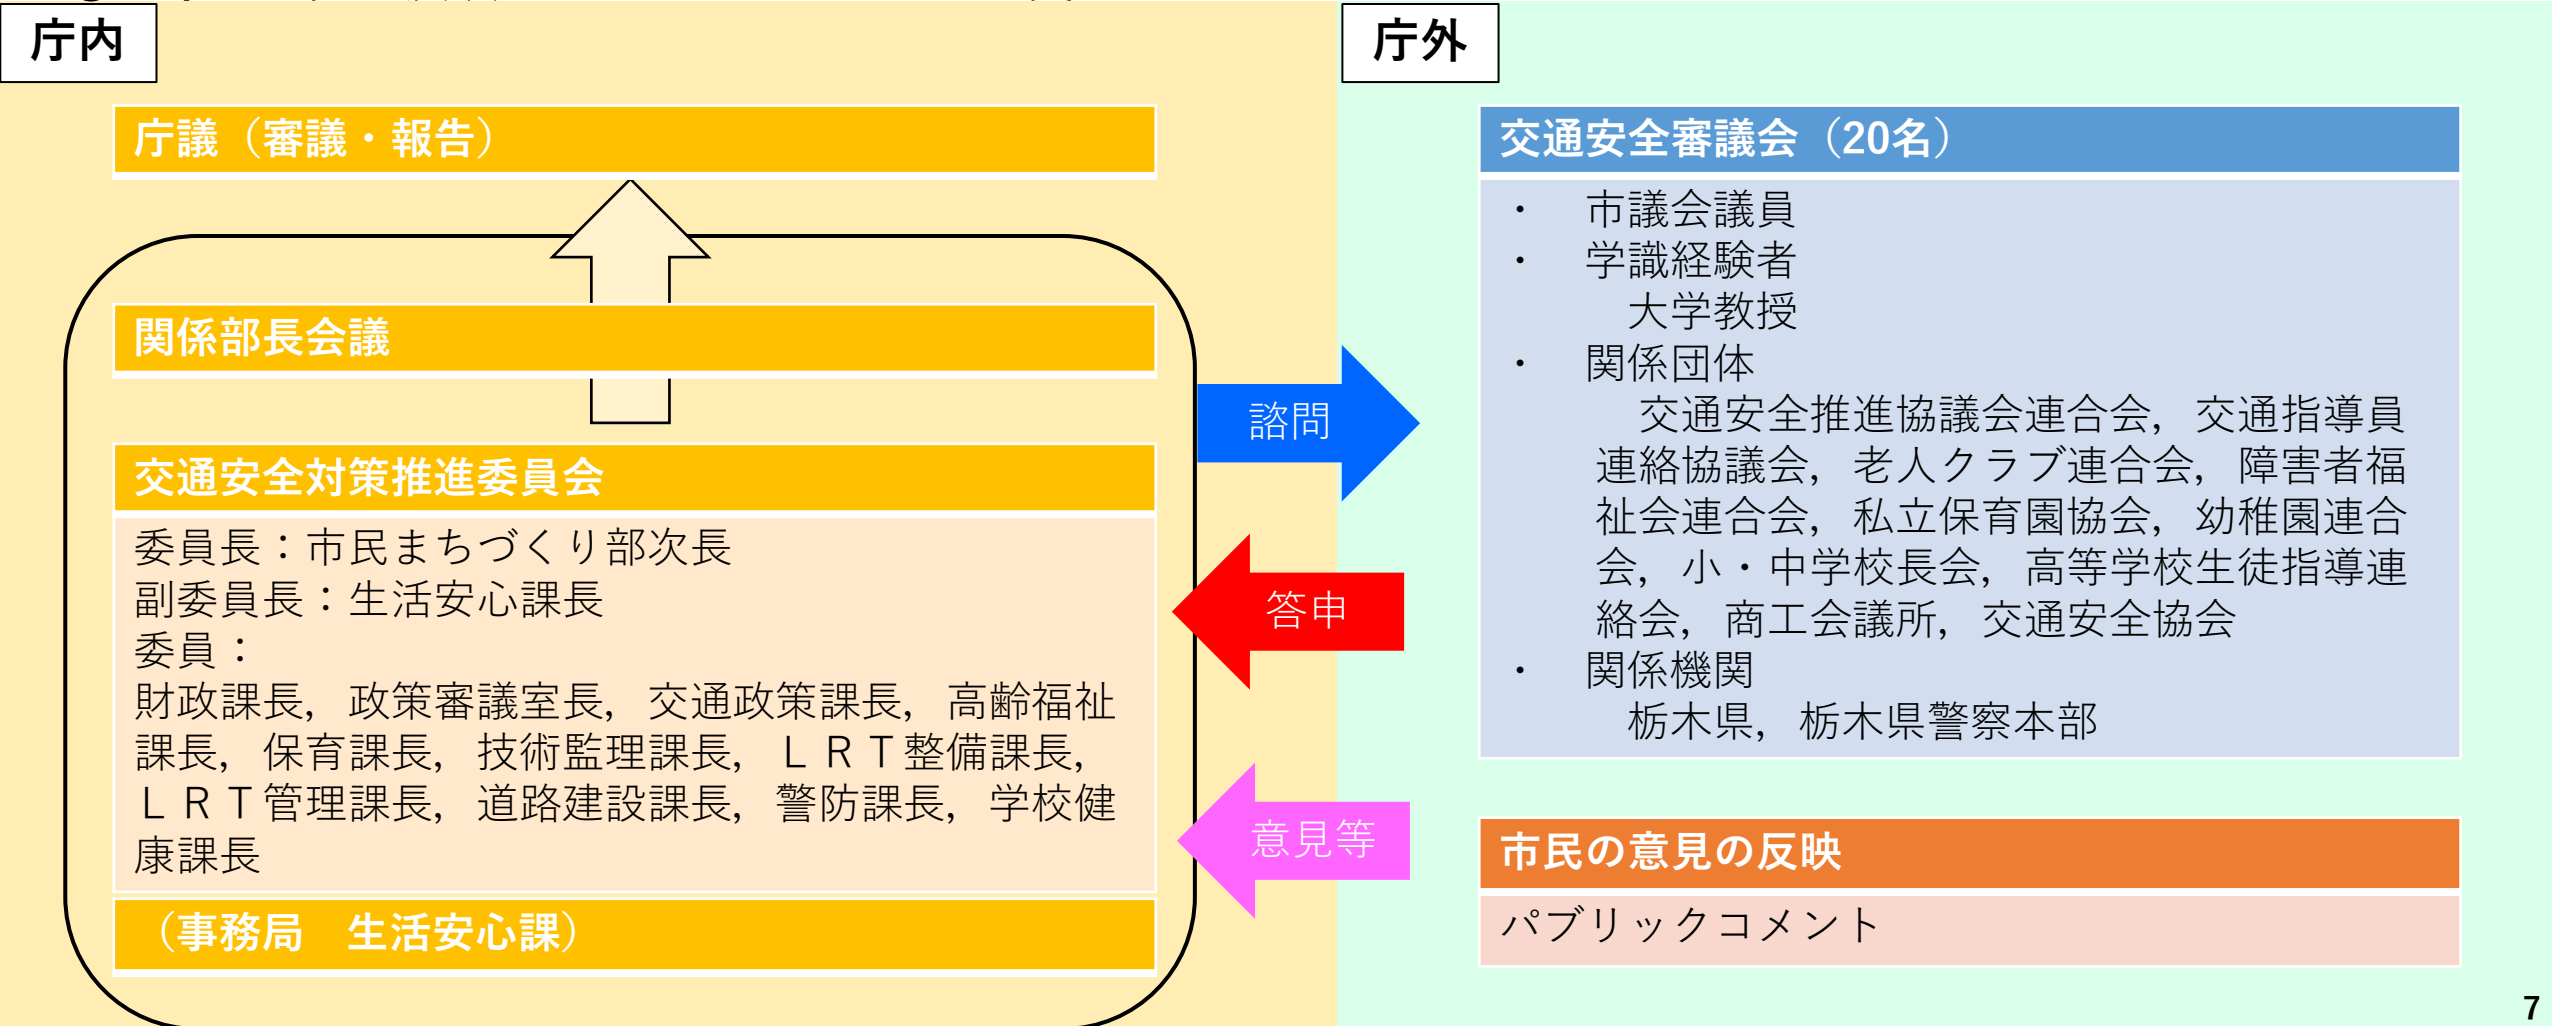 庁内
庁議（審議・報告）
関係部長会議
交通安全対策推進委員会
委員長：市民まちづくり部次長
副委員長：生活安心課長
委員：
財政課長，政策審議室長，交通政策課長，高齢福祉
課長，保育課長，技術監理課長，ＬＲＴ整備課長，
ＬＲＴ管理課長，道路建設課長，警防課長，学校健
康課長
（事務局　生活安心課）
諮問
答申
意見等
庁外
交通安全審議会（20名）
・　市議会議員
・　学識経験者
大学教授
・　関係団体
交通安全推進協議会連合会，交通指導員
連絡協議会，老人クラブ連合会，障害者福
祉会連合会，私立保育園協会，幼稚園連合
会，小・中学校長会，高等学校生徒指導連
絡会，商工会議所，交通安全協会
・　関係機関
栃木県，栃木県警察本部
市民の意見の反映
パブリックコメント
7